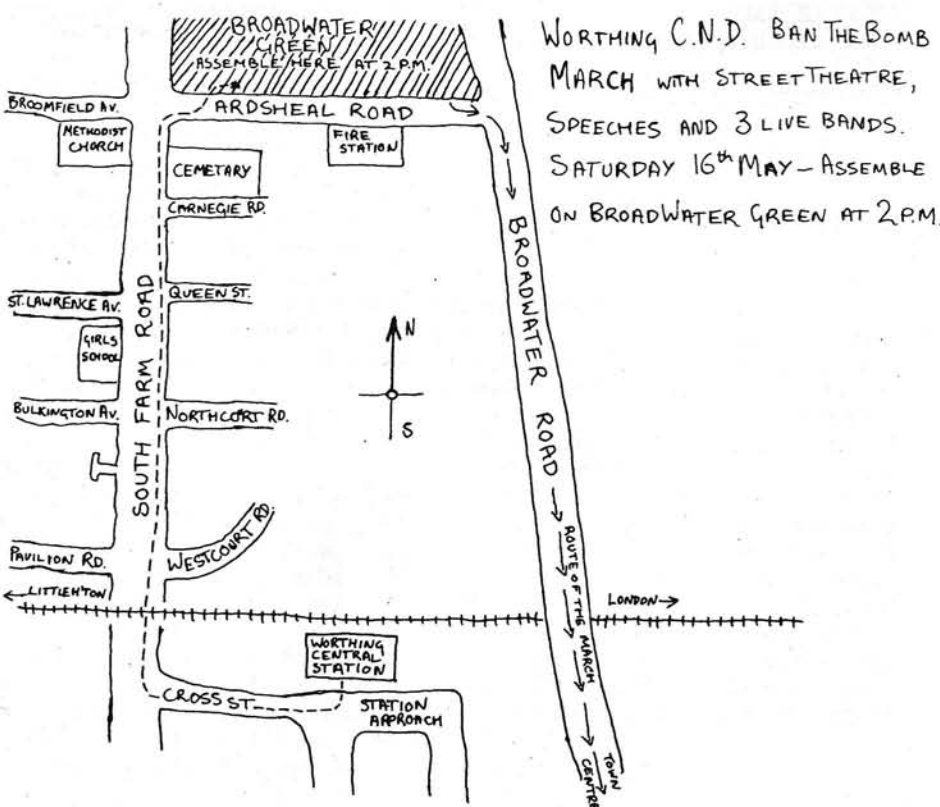 WORTHING C.N.D. BAN THE BOMB
MARCH WITH STREET THEATRE,
SPEECHES AND 3 LIVE BANDS.
SATURDAY 16th MAY – ASSEMBLE
ON BROADWATER GREEN AT 2 P.M.
BROADWATER
GREEN
ASSEMBLE HERE AT 2 P.M.
BROOMFIELD AV.
ARDSHEAL ROAD
METHODIST
CHURCH
FIRE
STATION
CEMETARY
CARNEGIE RD.
BROADWATER ROAD
ST. LAWRENCE AV.
QUEEN ST.
SOUTH FARM ROAD
GIRLS
SCHOOL
N
S
BULKINGTON AV.
NORTHCORT RD.
PAVILION RD.
WESTCOURT RD.
ROUTE OF THE MARCH
← LITTLEH'TON
LONDON →
WORTHING
CENTRAL
STATION
CROSS ST.
STATION
APPROACH
TOWN
CENTRE